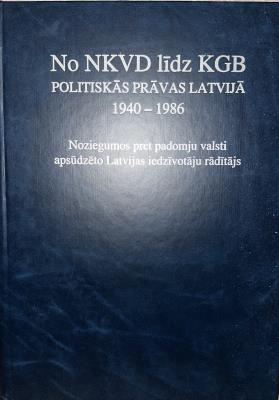 No NKVD līdz KGB
POLITISKĀS PRĀVAS LATVIJĀ
1940 – 1986
Noziegumos pret padomju valsti
apsūdzēto Latvijas iedzīvotāju rādītājs